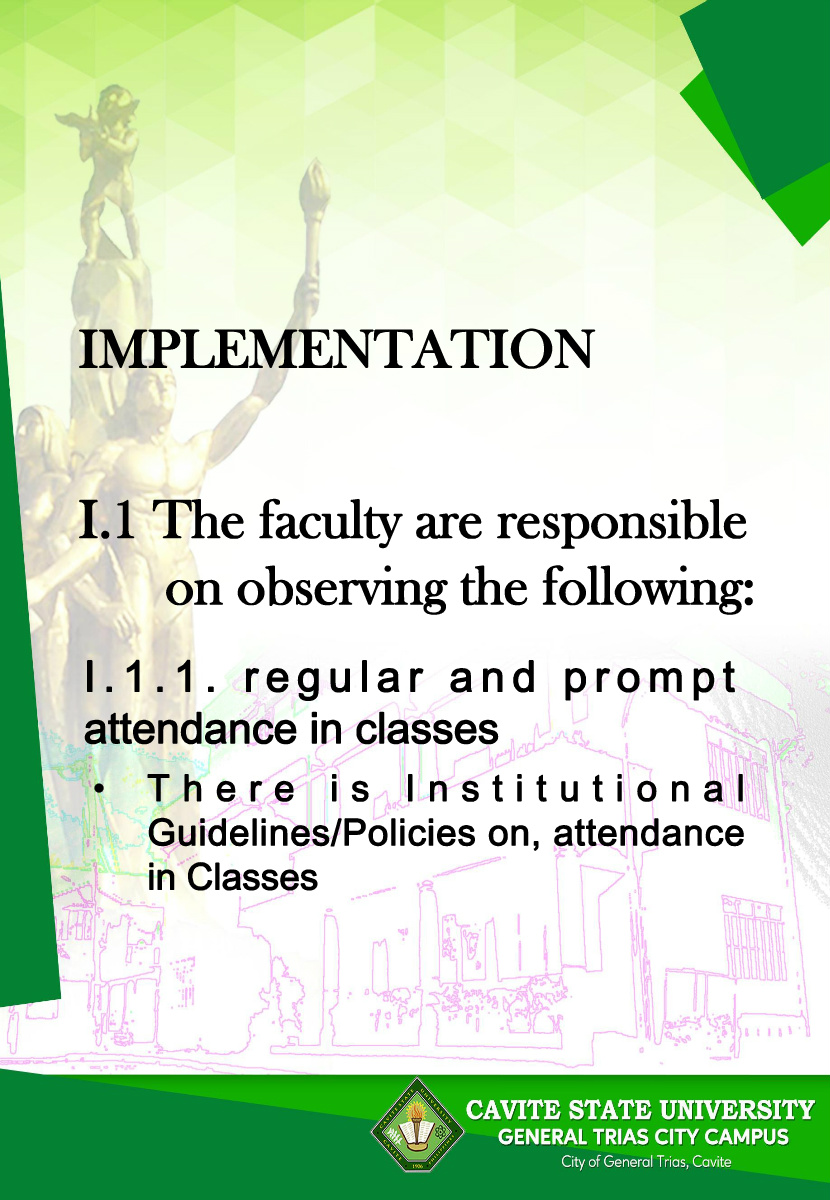 IMPLEMENTATION
I.1 The faculty are responsible
on observing the following:
I.1.1. regular and prompt
attendance in classes
• There is Institutional
Guidelines/Policies on, attendance
in Classes
CAVITE STATE UNIVERSITY
GENERAL TRIAS CITY CAMPUS
City of General Trias, Cavite
1906